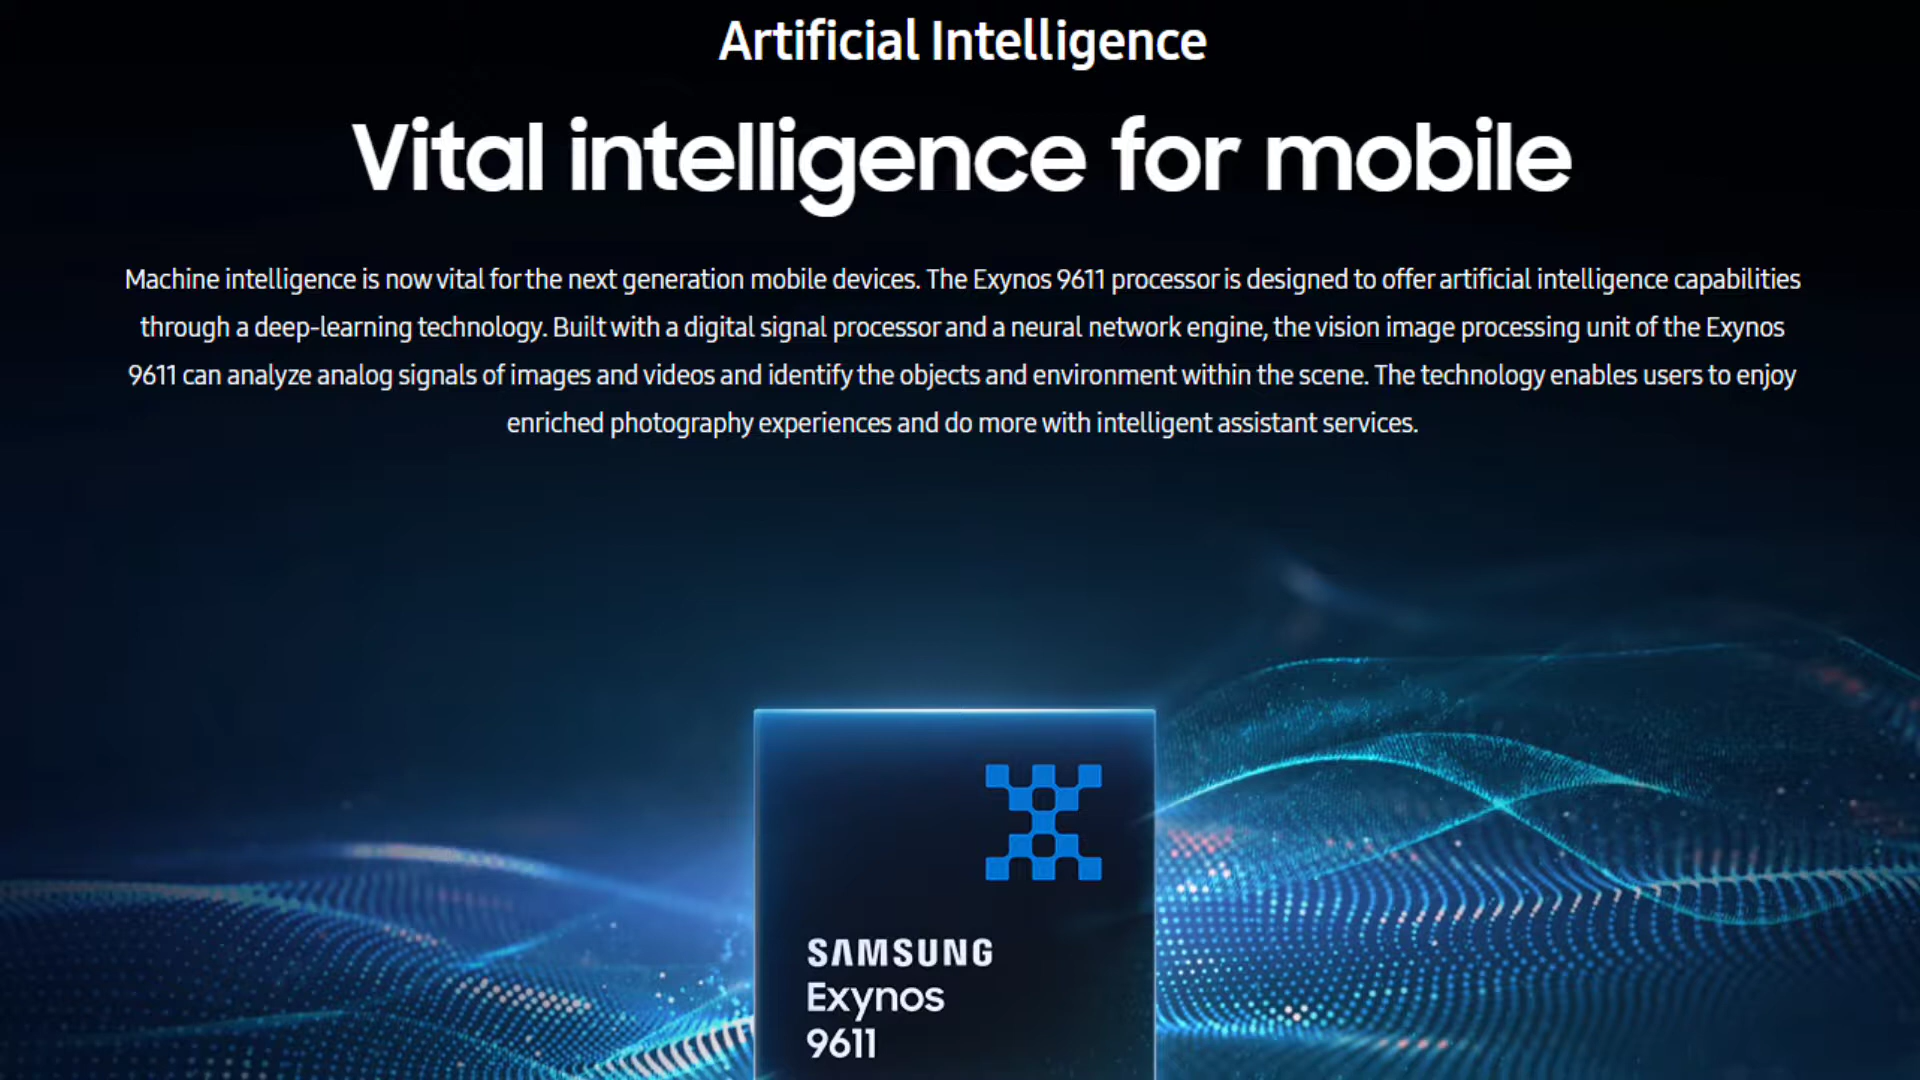 Artificial Intelligence
Vital intelligence for mobile
Machine intelligence is now vital for the next generation mobile devices. The Exynos 9611 processor is designed to offer artificial intelligence capabilities
through a deep-learning technology. Built with a digital signal processor and a neural network engine, the vision image processing unit of the Exynos
9611 can analyze analog signals of images and videos and identify the objects and environment within the scene. The technology enables users to enjoy
enriched photography experiences and do more with intelligent assistant services.
SAMSUNG
Exynos
9611